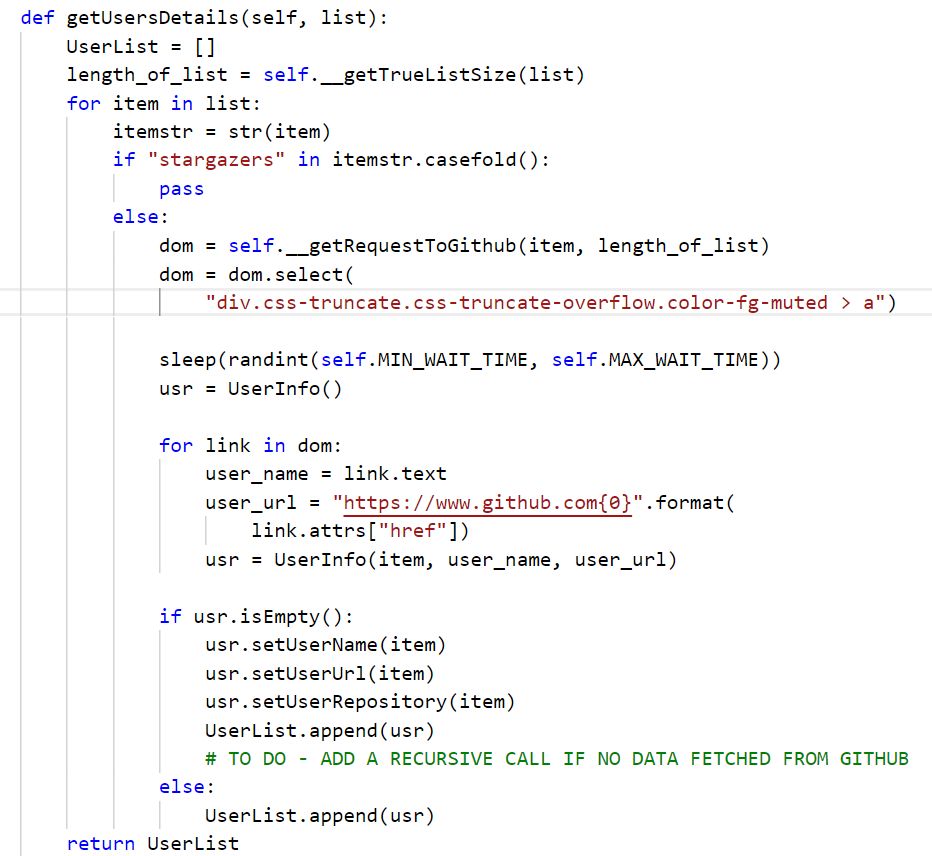 def getUsersDetails(self, list):
    UserList = []
    length_of_list = self.__getTrueListSize(list)
    for item in list:
        itemstr = str(item)
        if "stargazers" in itemstr.casefold():
            pass
        else:
            dom = self.__getRequestToGithub(item, length_of_list)
            dom = dom.select(
                "div.css-truncate.css-truncate-overflow.color-fg-muted > a")

            sleep(randint(self.MIN_WAIT_TIME, self.MAX_WAIT_TIME))
            usr = UserInfo()

            for link in dom:
                user_name = link.text
                user_url = "https://www.github.com{0}".format(
                    link.attrs["href"])
                usr = UserInfo(item, user_name, user_url)

            if usr.isEmpty():
                usr.setUserName(item)
                usr.setUserUrl(item)
                usr.setUserRepository(item)
                UserList.append(usr)
                # TO DO - ADD A RECURSIVE CALL IF NO DATA FETCHED FROM GITHUB
            else:
                UserList.append(usr)
    return UserList